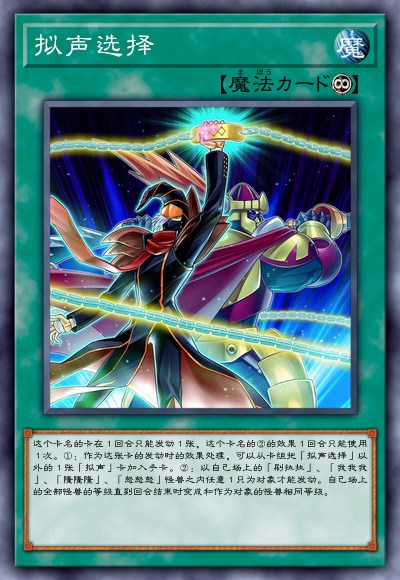 拟声选择
魔
【魔法カード】
まほう
这个卡名的卡在１回合只能发动１张，这个卡名的②的效果１回合只能使用
１次。①：作为这张卡的发动时的效果处理，可以从卡组把「拟声选择」以
外的１张「拟声」卡加入手卡。②：以自己场上的「刷拉拉」、「我我我」
、「隆隆隆」、「怒怒怒」怪兽之内任意１只为对象才能发动。自己场上
的全部怪兽的等级直到回合结束时变成和作为对象的怪兽相同等级。